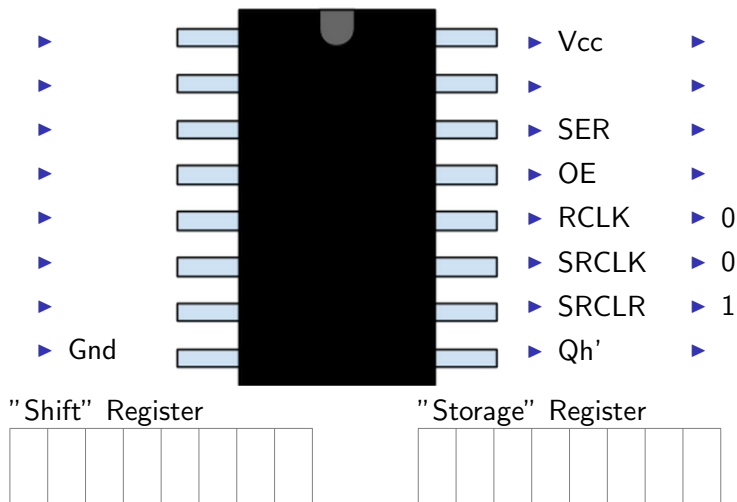 Vcc
SER
OE
RCLK 0
SRCLK 0
SRCLR 1
Gnd Qh’
”Shift” Register ”Storage” Register